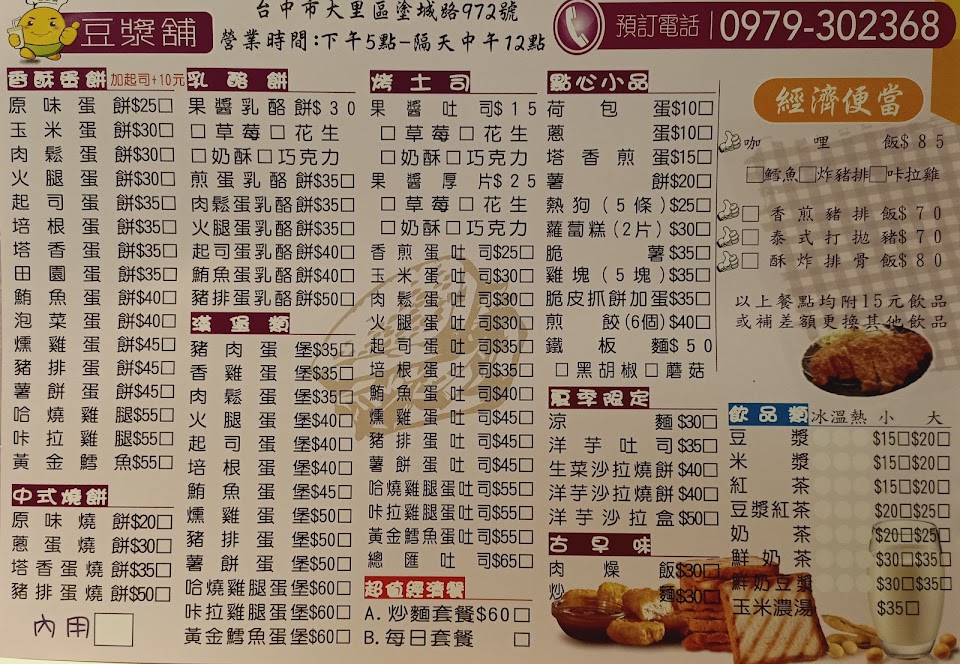 豆漿舖
台中市大里區塗城路972號
營業時間:下午5點-隔天中午12點
預訂電話 0979-302368
香酥蛋餅 加起司+10元
原味蛋餅$25□
玉米蛋餅$30□
肉鬆蛋餅$30□
火腿蛋餅$30□
起司蛋餅$35□
培根蛋餅$35□
塔香蛋餅$35□
田園蛋餅$35□
鮪魚蛋餅$40□
泡菜蛋餅$40□
燻雞蛋餅$45□
豬排蛋餅$45□
薯餅蛋餅$45□
哈燒雞腿$55□
咔拉雞腿$55□
黃金鱈魚$55□
中式燒餅
原味燒餅$20□
蔥蛋燒餅$30□
塔香蛋燒餅$35□
豬排蛋燒餅$50□
內用□
乳酪餅
果醬乳酪餅$30
□草莓□花生
□奶酥□巧克力
煎蛋乳酪餅$35□
肉鬆蛋乳酪餅$35□
火腿蛋乳酪餅$35□
起司蛋乳酪餅$40□
鮪魚蛋乳酪餅$40□
豬排蛋乳酪餅$50□
漢堡類
豬肉蛋堡$35□
香雞蛋堡$35□
肉鬆蛋堡$35□
火腿蛋堡$40□
起司蛋堡$40□
培根蛋堡$40□
鮪魚蛋堡$45□
燻雞蛋堡$50□
豬排蛋堡$50□
薯餅蛋堡$50□
哈燒雞腿蛋堡$60□
咔拉雞腿蛋堡$60□
黃金鱈魚蛋堡$60□
烤土司
果醬吐司$15
□草莓□花生
□奶酥□巧克力
果醬厚片$25
□草莓□花生
□奶酥□巧克力
香煎蛋吐司$25□
玉米蛋吐司$30□
肉鬆蛋吐司$30□
火腿蛋吐司$30□
起司蛋吐司$35□
培根蛋吐司$35□
鮪魚蛋吐司$40□
燻雞蛋吐司$45□
豬排蛋吐司$45□
薯餅蛋吐司$45□
哈燒雞腿蛋吐司$55□
咔拉雞腿蛋吐司$55□
黃金鱈魚蛋吐司$55□
總匯吐司$65□
超值經濟餐
A.炒麵套餐$60□
B.每日套餐 □
點心小品
荷包蛋$10□
蔥蛋$10□
塔香煎蛋$15□
薯餅$20□
熱狗(5條)$25□
蘿蔔糕(2片)$30□
脆薯$35□
雞塊(5塊)$35□
脆皮抓餅加蛋$35□
煎餃(6個)$40□
鐵板麵$50
□黑胡椒□蘑菇
夏季限定
涼麵$30□
洋芋吐司$35□
生菜沙拉燒餅$40□
洋芋沙拉燒餅$40□
洋芋沙拉盒$50□
古早味
肉燥飯$30□
炒麵$30□
經濟便當
咖哩飯$85
□鱈魚□炸豬排□咔拉雞
□香煎豬排飯$70
□泰式打拋豬$70
□酥炸排骨飯$80
以上餐點均附15元飲品
或補差額更換其他飲品
飲品類 冰溫熱 小 大
豆漿 $15□$20□
米漿 $15□$20□
紅茶 $15□$20□
豆漿紅茶 $20□$25□
奶茶 $20□$25□
鮮奶茶 $30□$35□
鮮奶豆漿 $30□$35□
玉米濃湯 $35□